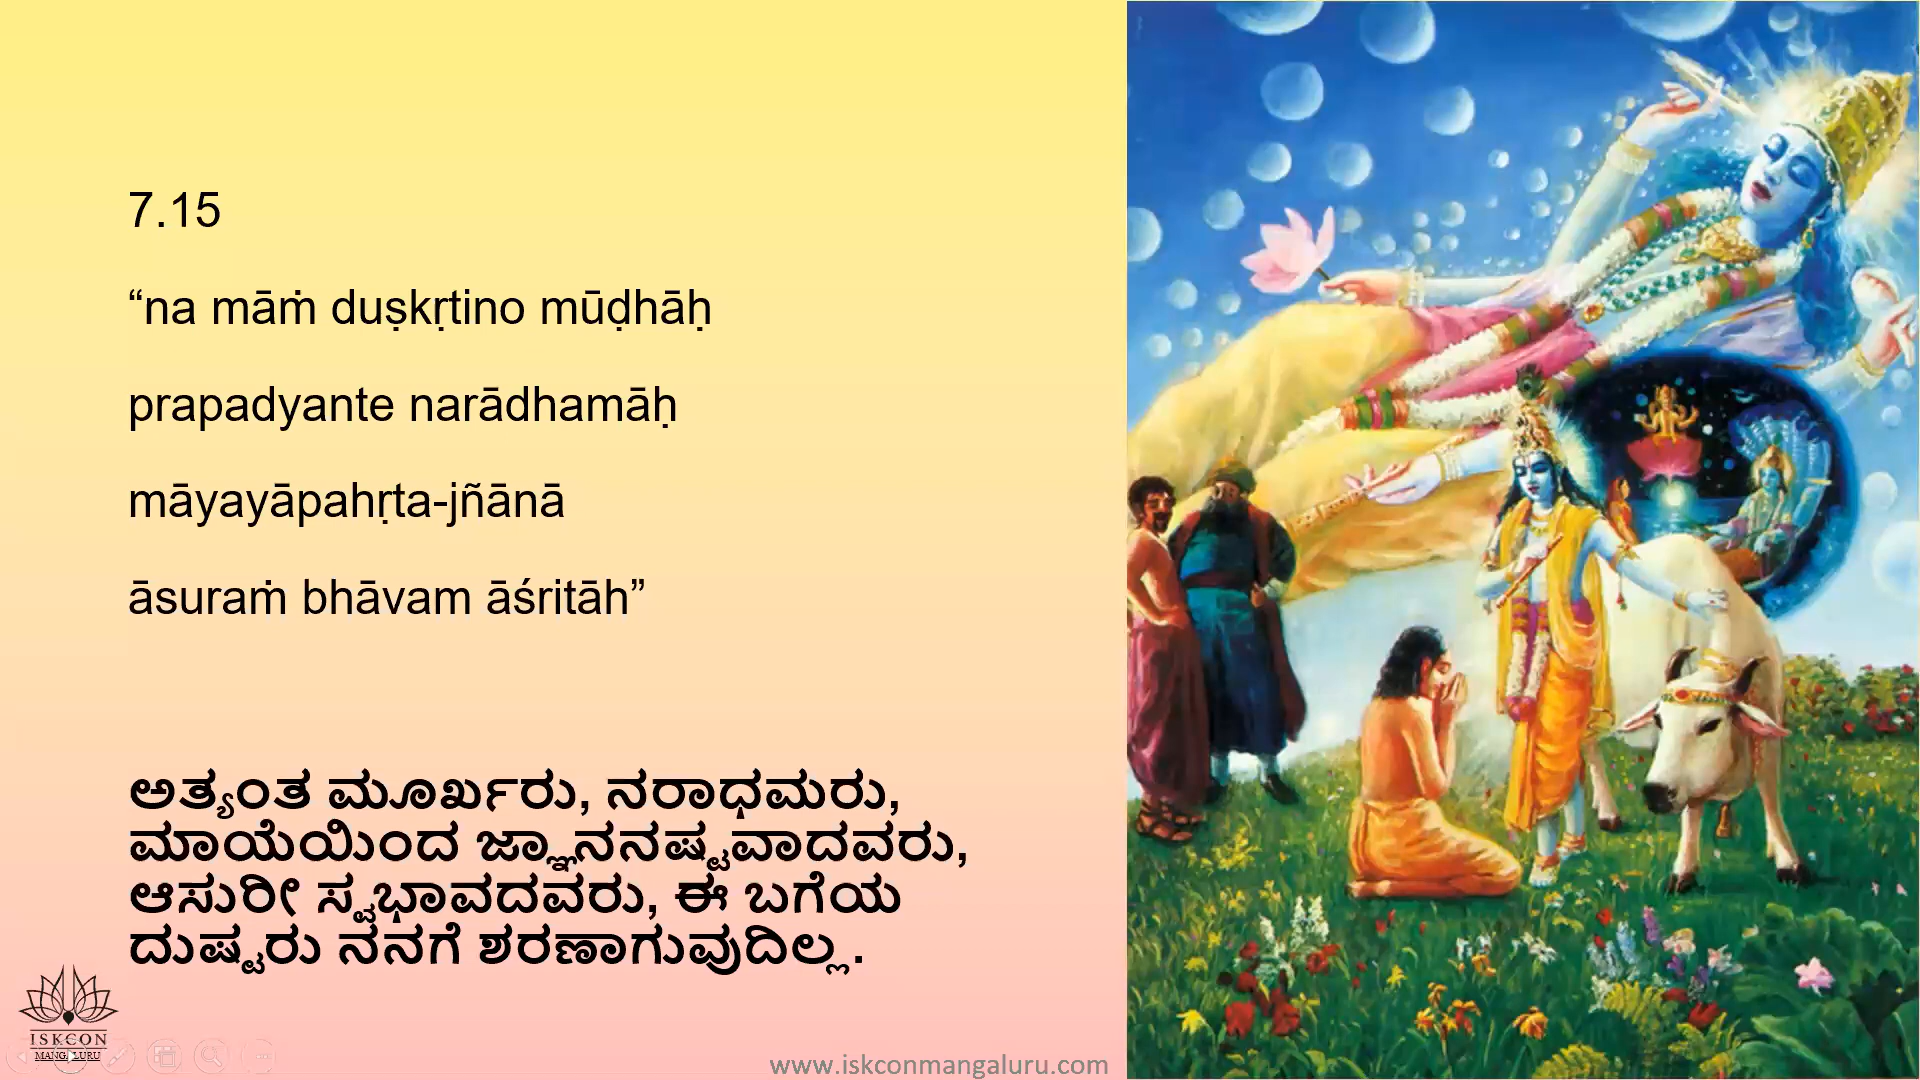 7.15
“na māṁ duṣkṛtino mūḍhāḥ
prapadyante narādhamāḥ
māyayāpahṛta-jñānā
āsuraṁ bhāvam āśritāh”
ಅತ್ಯಂತ ಮೂರ್ಖರು, ನರಾಧಮರು,
ಮಾಯೆಯಿಂದ ಜ್ಞಾನನಷ್ಟವಾದವರು,
ಆಸುರೀ ಸ್ವಭಾವದವರು, ಈ ಬಗೆಯ
ದುಷ್ಟರು ನನಗೆ ಶರಣಾಗುವುದಿಲ್ಲ.
ISKCON
MANGALURU
www.iskconmangaluru.com